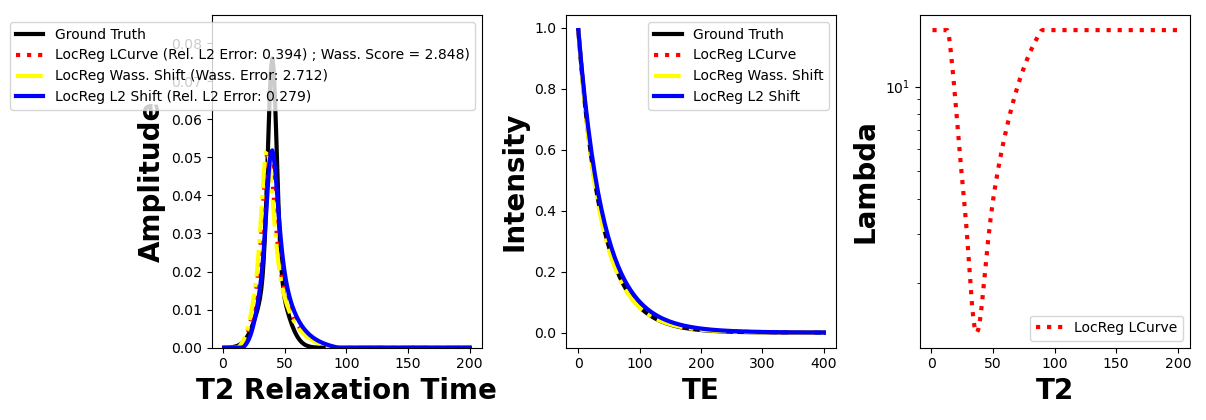 Ground Truth
LocReg LCurve (Rel. L2 Error: 0.394) ; Wass. Score = 2.848)
LocReg Wass. Shift (Wass. Error: 2.712)
LocReg L2 Shift (Rel. L2 Error: 0.279)
Amplitude
0.08
0.07
0.06
0.05
0.04
0.03
0.02
0.01
0.00
0
50
100
150
200
T2 Relaxation Time
Ground Truth
LocReg LCurve
LocReg Wass. Shift
LocReg L2 Shift
Intensity
1.0
0.8
0.6
0.4
0.2
0.0
0
100
200
300
400
TE
Lambda
10¹
LocReg LCurve
0
50
100
150
200
T2